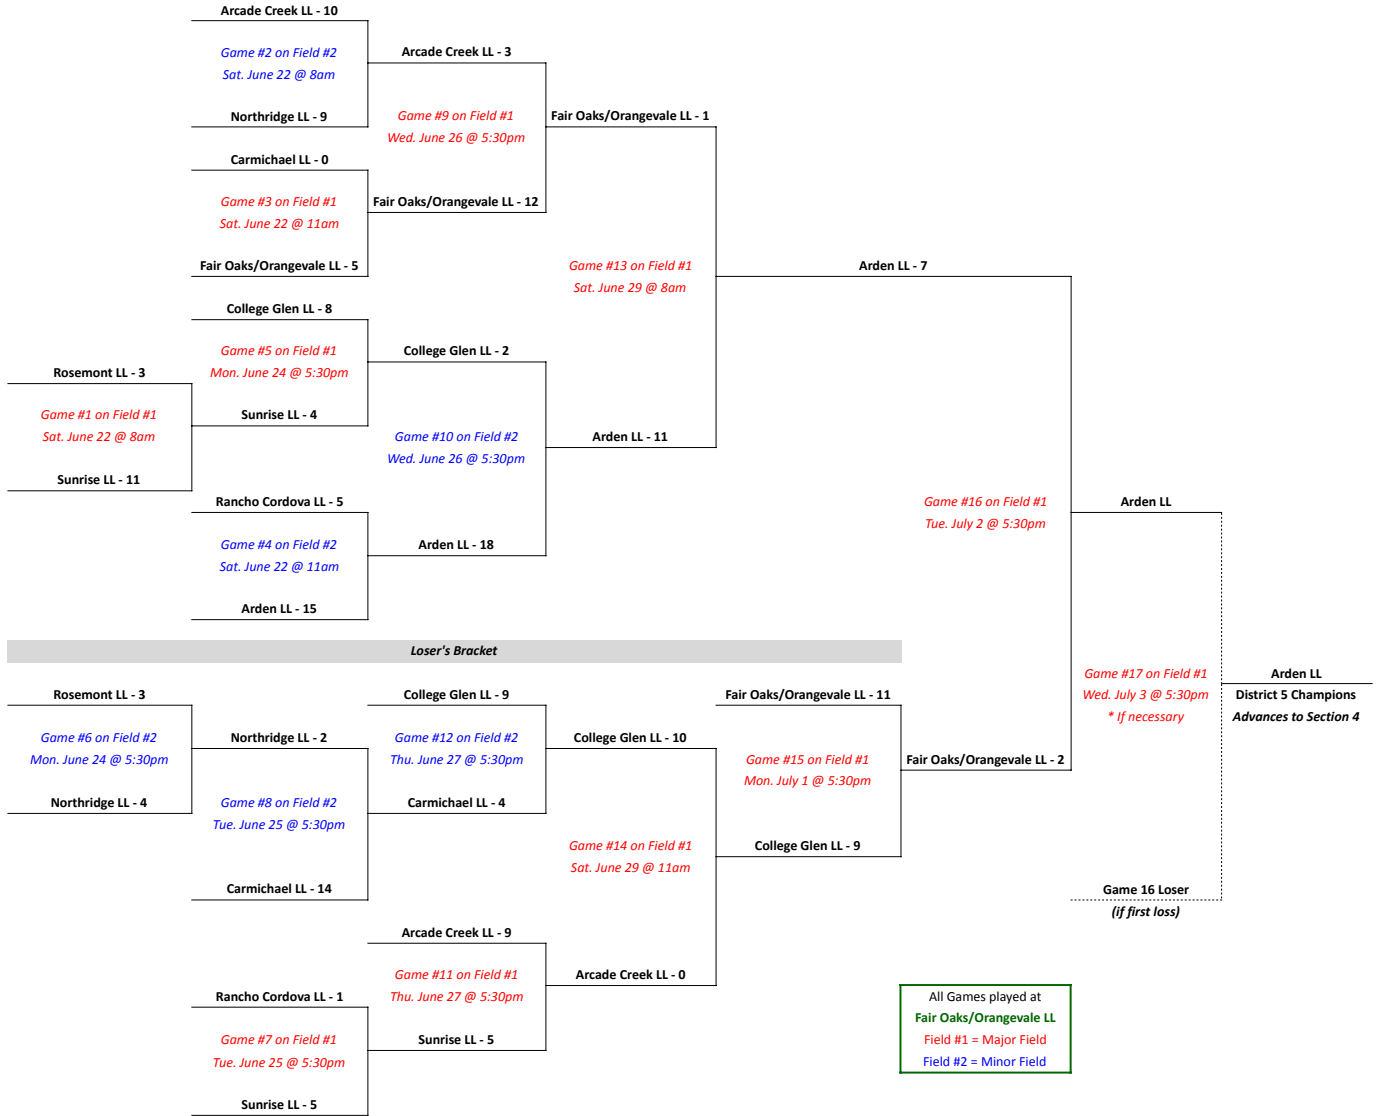 Arcade Creek LL - 10
Game #2 on Field #2
Sat. June 22 @ 8am
Northridge LL - 9
Arcade Creek LL - 3
Game #9 on Field #1
Wed. June 26 @ 5:30pm
Fair Oaks/Orangevale LL - 1
Carmichael LL - 0
Game #3 on Field #1
Sat. June 22 @ 11am
Fair Oaks/Orangevale LL - 5
Fair Oaks/Orangevale LL - 12
Game #13 on Field #1
Sat. June 29 @ 8am
Arden LL - 7
College Glen LL - 8
Game #5 on Field #1
Mon. June 24 @ 5:30pm
Sunrise LL - 4
College Glen LL - 2
Rosemont LL - 3
Game #1 on Field #1
Sat. June 22 @ 8am
Sunrise LL - 11
Game #10 on Field #2
Wed. June 26 @ 5:30pm
Arden LL - 11
Rancho Cordova LL - 5
Game #4 on Field #2
Sat. June 22 @ 11am
Arden LL - 15
Arden LL - 18
Game #16 on Field #1
Tue. July 2 @ 5:30pm
Arden LL
Loser's Bracket
Rosemont LL - 3
Game #6 on Field #2
Mon. June 24 @ 5:30pm
Northridge LL - 4
Northridge LL - 2
Game #8 on Field #2
Tue. June 25 @ 5:30pm
Carmichael LL - 14
College Glen LL - 9
Game #12 on Field #2
Thu. June 27 @ 5:30pm
Carmichael LL - 4
College Glen LL - 10
Game #14 on Field #1
Sat. June 29 @ 11am
Fair Oaks/Orangevale LL - 11
Game #15 on Field #1
Mon. July 1 @ 5:30pm
College Glen LL - 9
Fair Oaks/Orangevale LL - 2
Game #17 on Field #1
Wed. July 3 @ 5:30pm
* If necessary
Arden LL
District 5 Champions
Advances to Section 4
Game 16 Loser
(if first loss)
Arcade Creek LL - 9
Game #11 on Field #1
Thu. June 27 @ 5:30pm
Sunrise LL - 5
Arcade Creek LL - 0
Rancho Cordova LL - 1
Game #7 on Field #1
Tue. June 25 @ 5:30pm
Sunrise LL - 5
All Games played at
Fair Oaks/Orangevale LL
Field #1 = Major Field
Field #2 = Minor Field